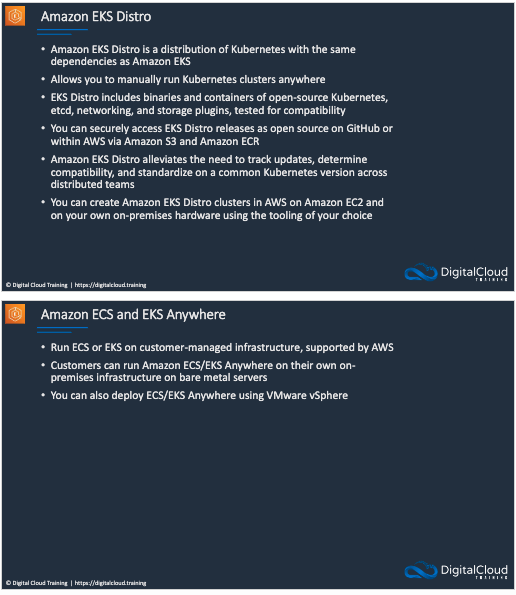 Amazon EKS Distro
• Amazon EKS Distro is a distribution of Kubernetes with the same
dependencies as Amazon EKS
• Allows you to manually run Kubernetes clusters anywhere
• EKS Distro includes binaries and containers of open-source Kubernetes,
etcd, networking, and storage plugins, tested for compatibility
• You can securely access EKS Distro releases as open source on GitHub or
within AWS via Amazon S3 and Amazon ECR
• Amazon EKS Distro alleviates the need to track updates, determine
compatibility, and standardize on a common Kubernetes version across
distributed teams
• You can create Amazon EKS Distro clusters in AWS on Amazon EC2 and
on your own on-premises hardware using the tooling of your choice
DigitalCloud
TRAINING
© Digital Cloud Training | https://digitalcloud.training
Amazon ECS and EKS Anywhere
• Run ECS or EKS on customer-managed infrastructure, supported by AWS
• Customers can run Amazon ECS/EKS Anywhere on their own on-
premises infrastructure on bare metal servers
• You can also deploy ECS/EKS Anywhere using VMware vSphere
DigitalCloud
TRAINING
© Digital Cloud Training | https://digitalcloud.training